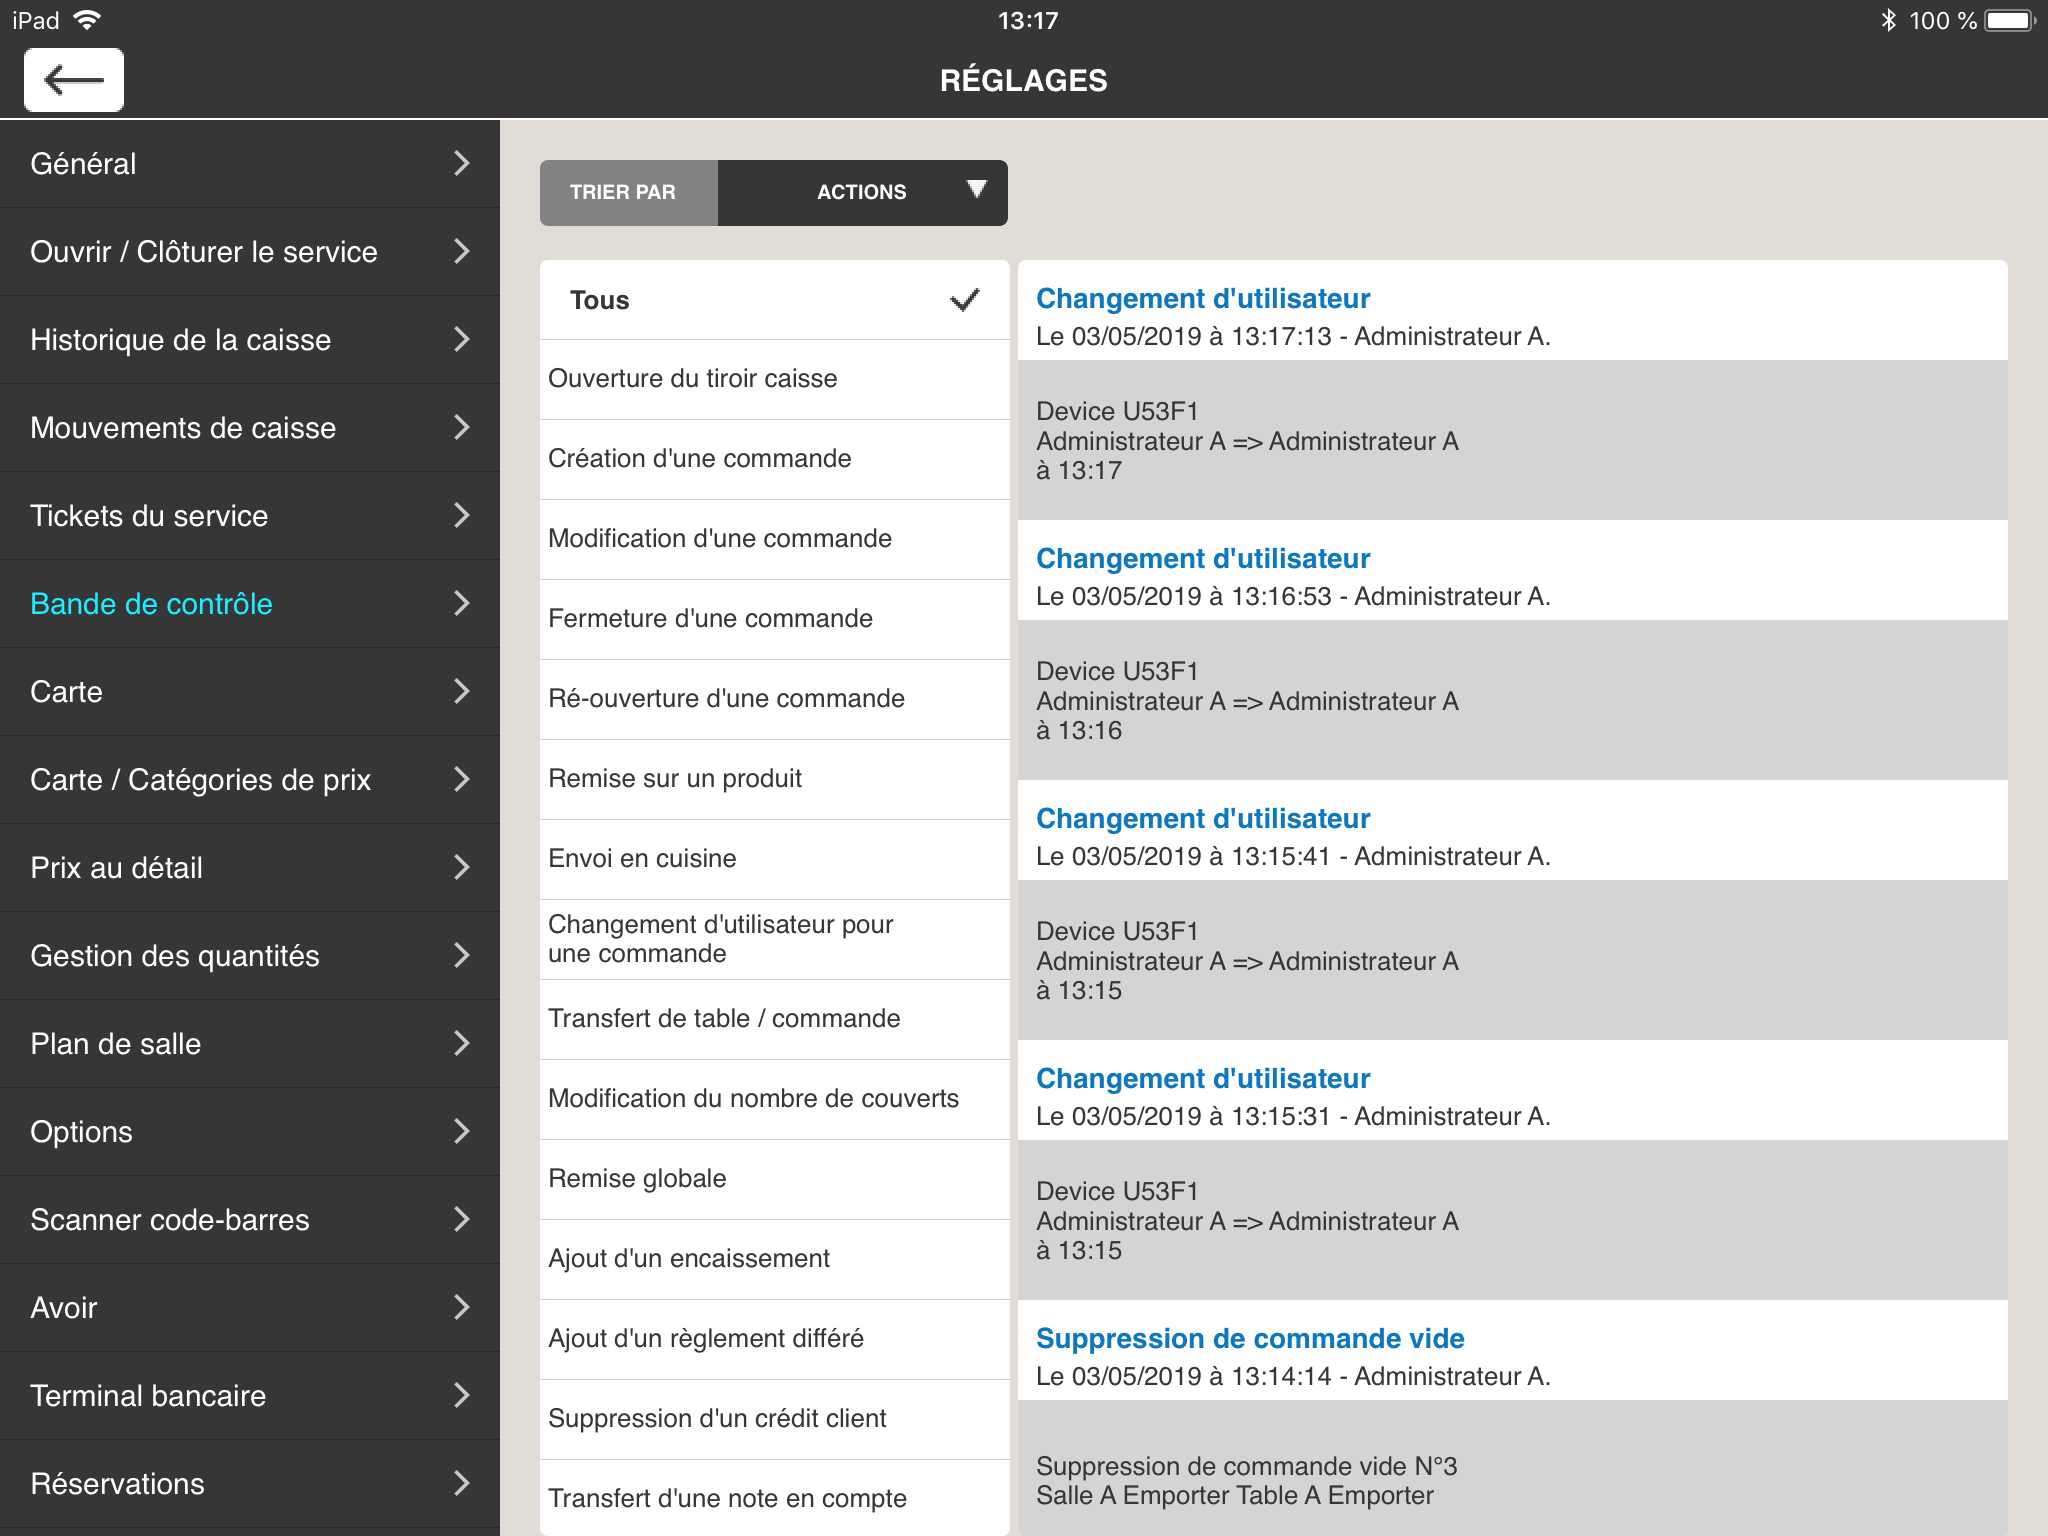 iPad
13:17
100 %
RÉGLAGES
Général
Ouvrir / Clôturer le service
Historique de la caisse
Mouvements de caisse
Tickets du service
Bande de contrôle
Carte
Carte / Catégories de prix
Prix au détail
Gestion des quantités
Plan de salle
Options
Scanner code-barres
Avoir
Terminal bancaire
Réservations
TRIER PAR
ACTIONS
Tous
Ouverture du tiroir caisse
Création d'une commande
Modification d'une commande
Fermeture d'une commande
Ré-ouverture d'une commande
Remise sur un produit
Envoi en cuisine
Changement d'utilisateur pour
une commande
Transfert de table / commande
Modification du nombre de couverts
Remise globale
Ajout d'un encaissement
Ajout d'un règlement différé
Suppression d'un crédit client
Transfert d'une note en compte
Changement d'utilisateur
Le 03/05/2019 à 13:17:13 - Administrateur A.
Device U53F1
Administrateur A => Administrateur A
à 13:17
Changement d'utilisateur
Le 03/05/2019 à 13:16:53 - Administrateur A.
Device U53F1
Administrateur A => Administrateur A
à 13:16
Changement d'utilisateur
Le 03/05/2019 à 13:15:41 - Administrateur A.
Device U53F1
Administrateur A => Administrateur A
à 13:15
Changement d'utilisateur
Le 03/05/2019 à 13:15:31 - Administrateur A.
Device U53F1
Administrateur A => Administrateur A
à 13:15
Suppression de commande vide
Le 03/05/2019 à 13:14:14 - Administrateur A.
Suppression de commande vide N°3
Salle A Emporter Table A Emporter